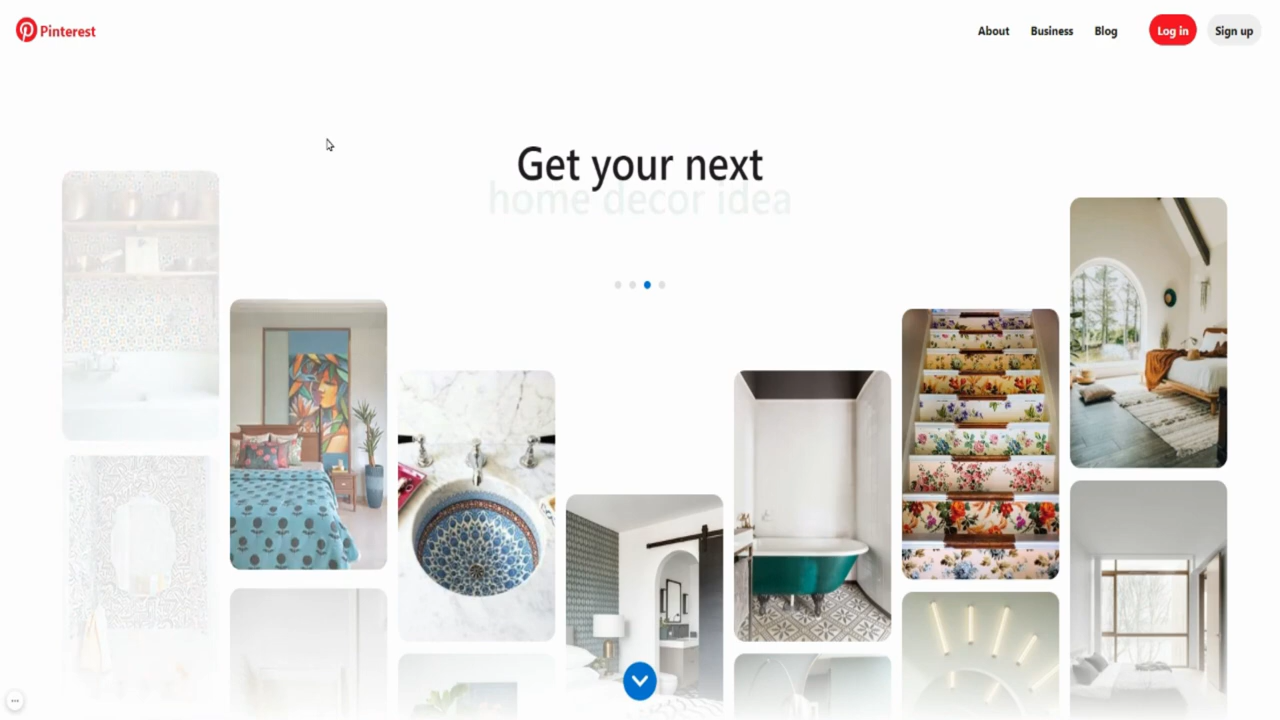 Pinterest
About
Business
Blog
Log in
Sign up
Get your next
home decor idea